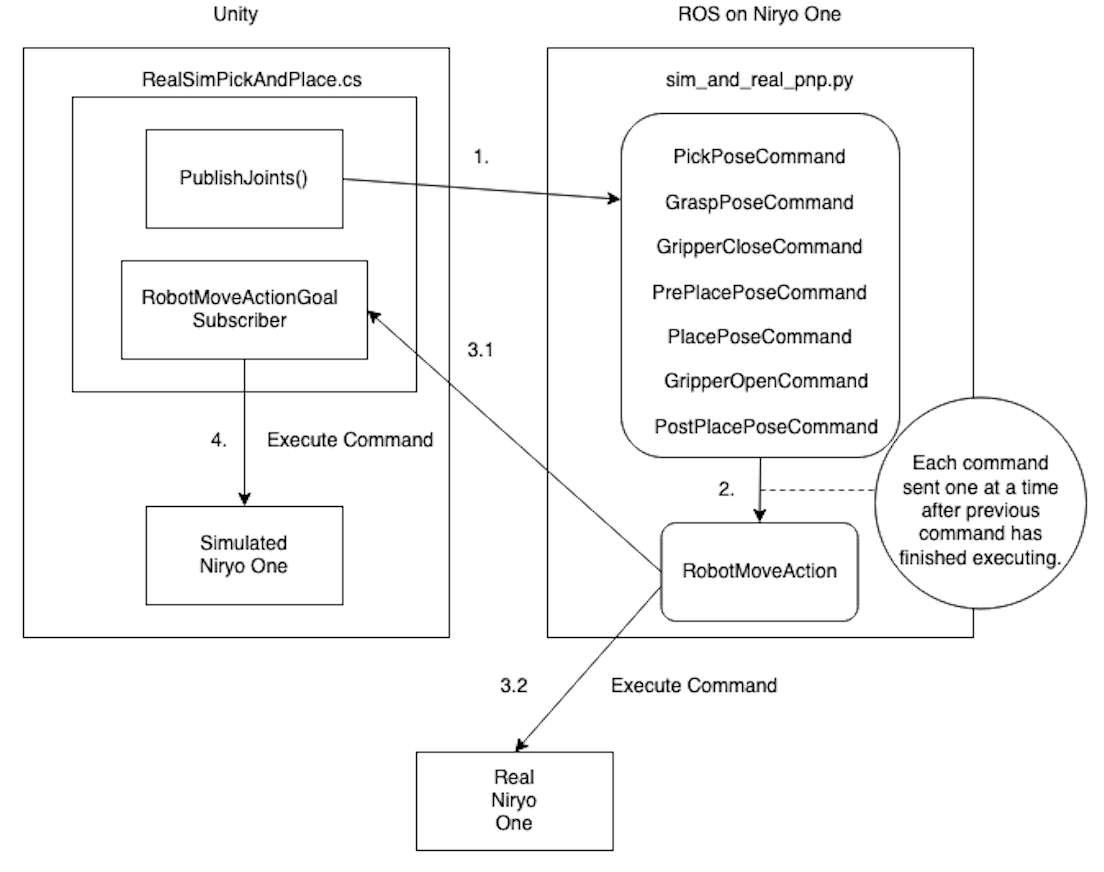 Unity
ROS on Niryo One
RealSimPickAndPlace.cs
sim_and_real_pnp.py
PublishJoints()
1.
PickPoseCommand
GraspPoseCommand
GripperCloseCommand
PrePlacePoseCommand
PlacePoseCommand
GripperOpenCommand
PostPlacePoseCommand
RobotMoveActionGoal
Subscriber
3.1
4.
Execute Command
2.
Each command
sent one at a time
after previous
command has
finished executing.
Simulated
Niryo One
RobotMoveAction
3.2
Execute Command
Real
Niryo
One